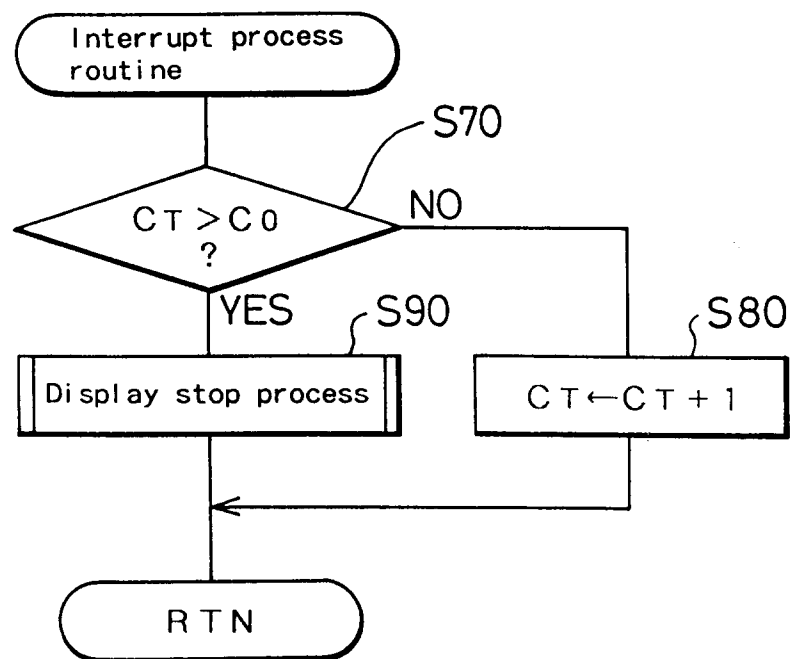 Interrupt process
routine
S70
CT>C0
?
NO
YES
S90
S80
Display stop process
CT←CT+1
RTN